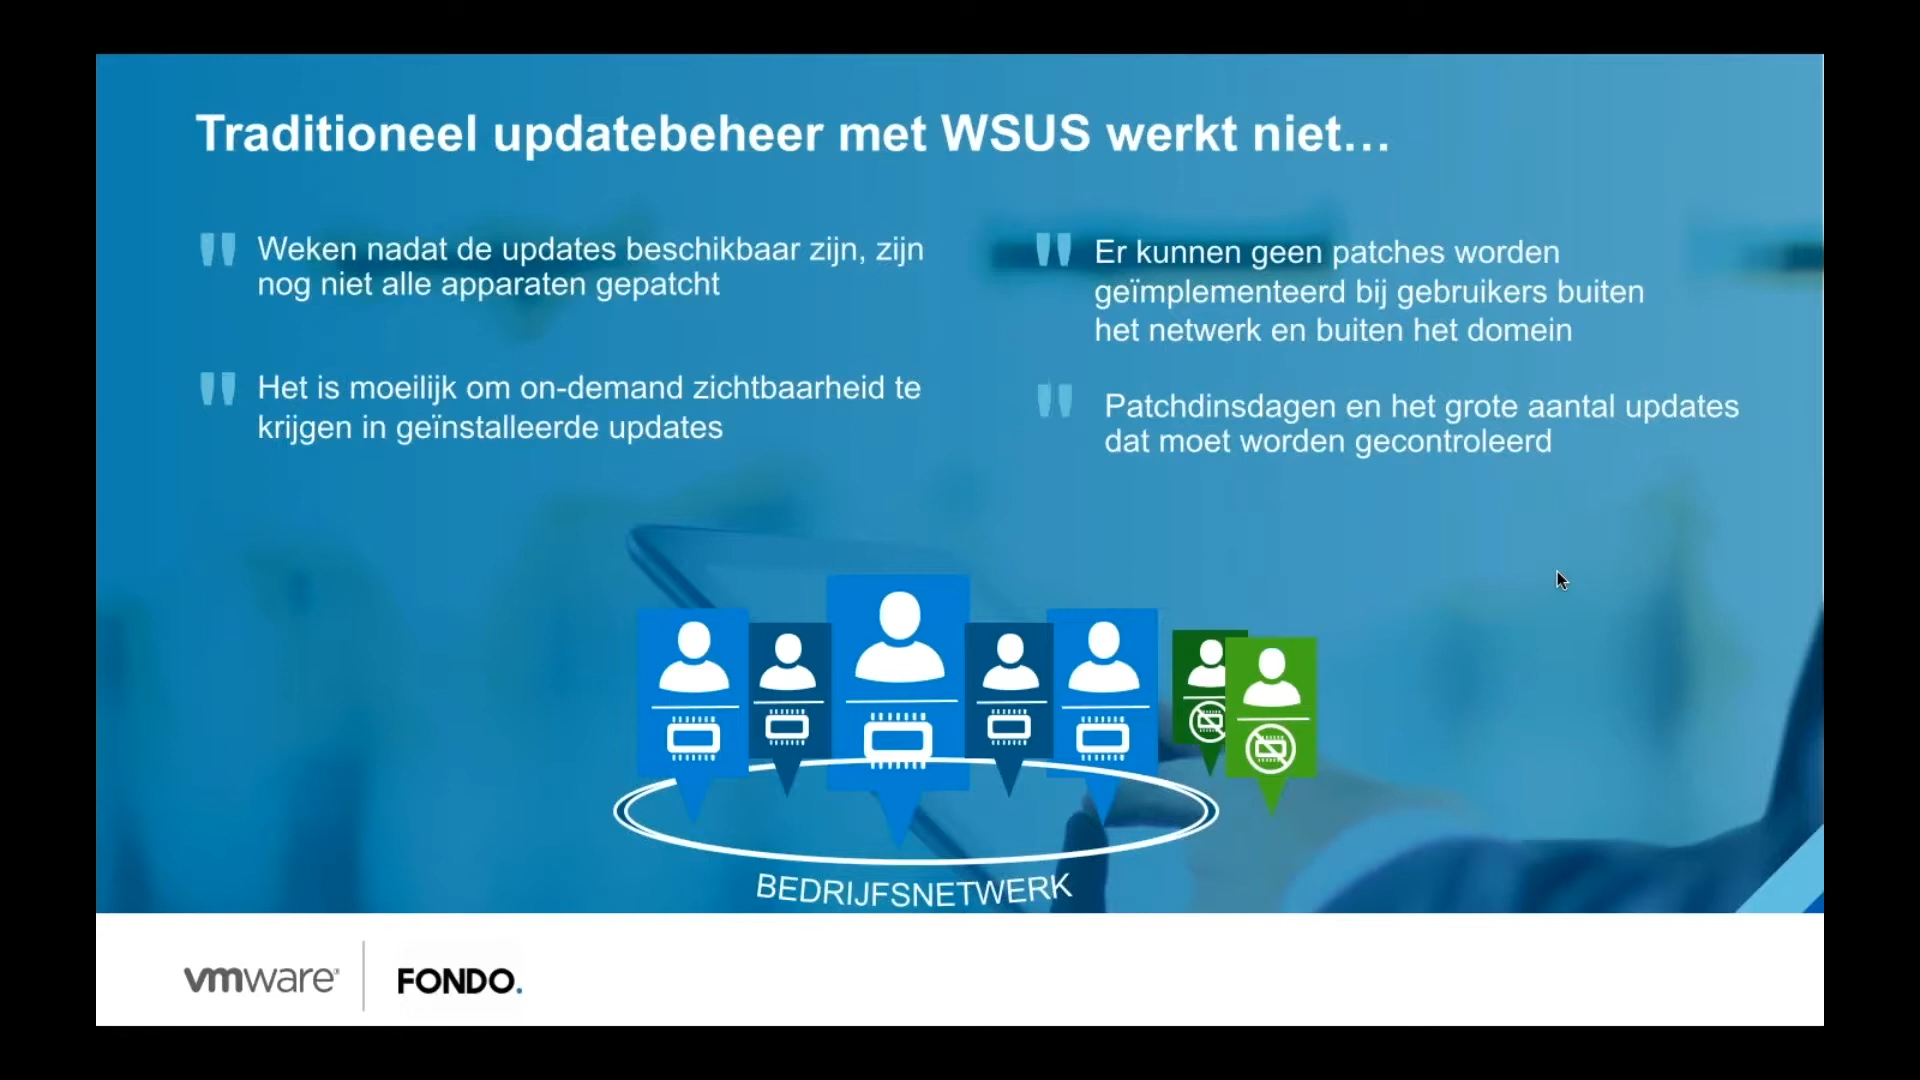 Traditioneel updatebeheer met WSUS werkt niet...
Weken nadat de updates beschikbaar zijn, zijn
nog niet alle apparaten gepatcht
Het is moeilijk om on-demand zichtbaarheid te
krijgen in geïnstalleerde updates
Er kunnen geen patches worden
geïmplementeerd bij gebruikers buiten
het netwerk en buiten het domein
Patchdinsdagen en het grote aantal updates
dat moet worden gecontroleerd
BEDRIJFSNETWERK
vmware
FONDO.